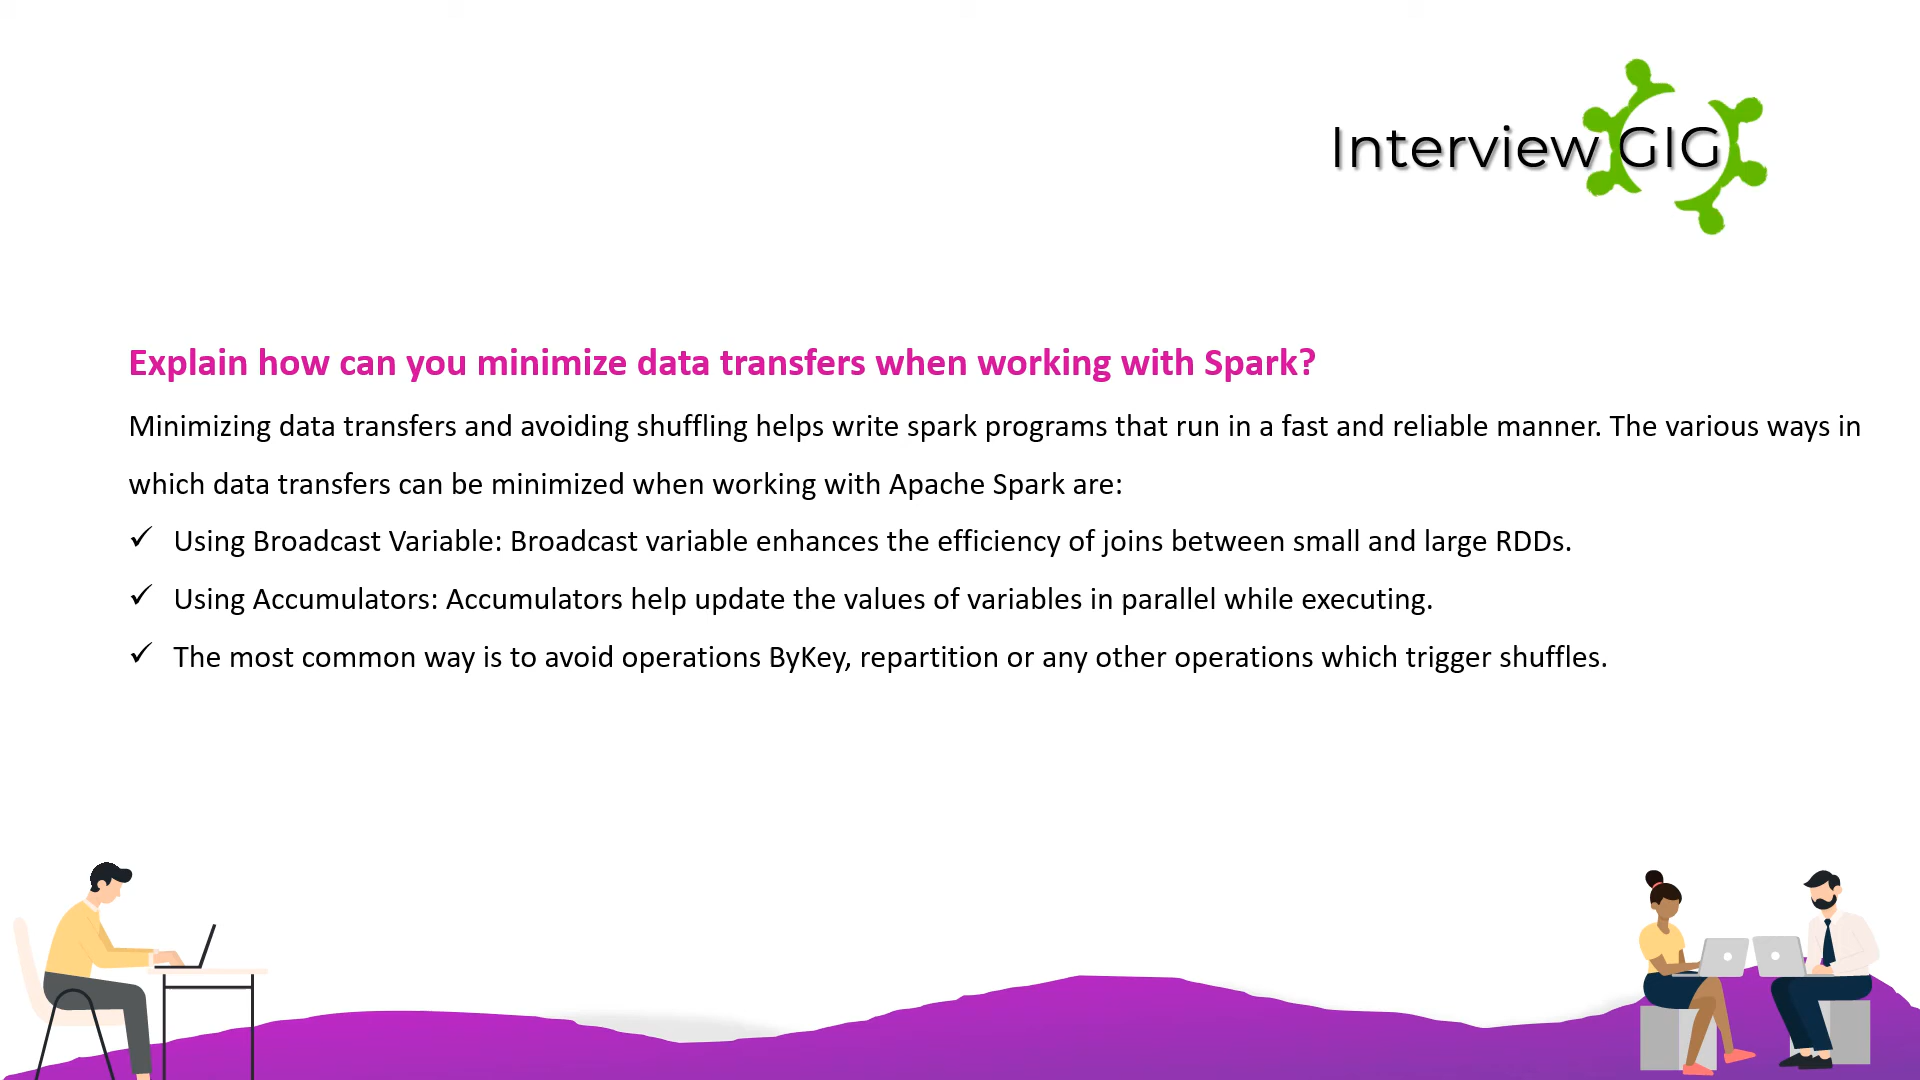 Interview GIG
Explain how can you minimize data transfers when working with Spark?
Minimizing data transfers and avoiding shuffling helps write spark programs that run in a fast and reliable manner. The various ways in
which data transfers can be minimized when working with Apache Spark are:
✓ Using Broadcast Variable: Broadcast variable enhances the efficiency of joins between small and large RDDs.
✓ Using Accumulators: Accumulators help update the values of variables in parallel while executing.
✓ The most common way is to avoid operations ByKey, repartition or any other operations which trigger shuffles.